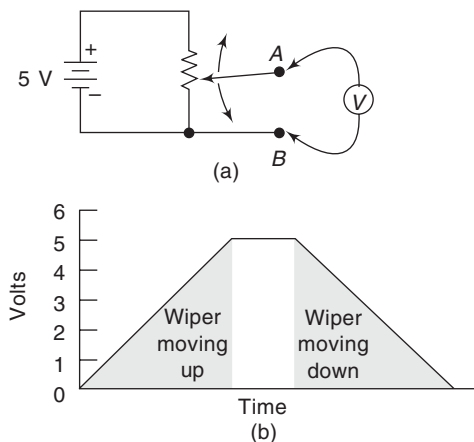 +
5 V
−
A
V
B
(a)
6
5
4
3
2
1
0
Volts
Wiper
moving
up
Wiper
moving
down
Time
(b)